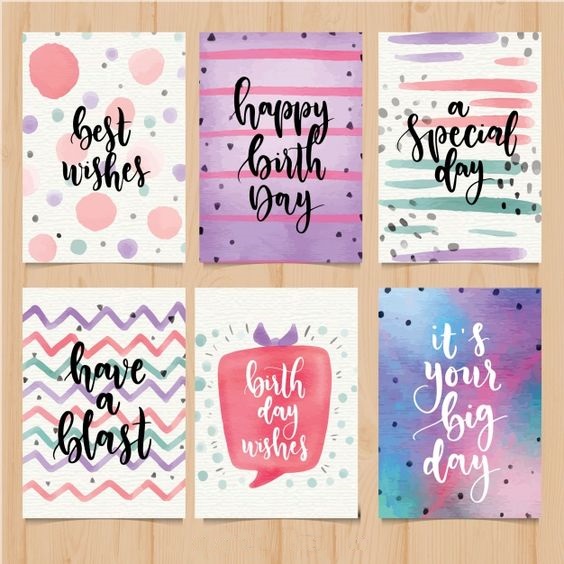 best
wishes
happy
birth
Day
a
special
day
have
a
blast
birth
day
wishes
it's
your
big
day